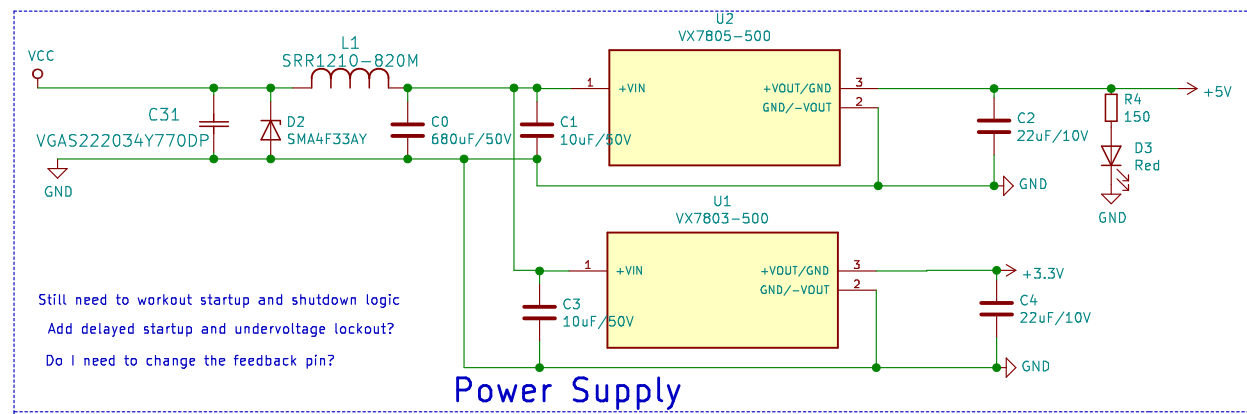 U2
VX7805-500
VCC
L1
SRR1210-820M
1
+VIN
+VOUT/GND
3
GND/-VOUT
2
+5V
C31
VGAS222034Y770DP
D2
SMA4F33AY
C0
680uF/50V
C1
10uF/50V
C2
22uF/10V
R4
150
D3
Red
GND
GND
GND
U1
VX7803-500
1
+VIN
+VOUT/GND
3
GND/-VOUT
2
+3.3V
C3
10uF/50V
C4
22uF/10V
GND
Still need to workout startup and shutdown logic
Add delayed startup and undervoltage lockout?
Do I need to change the feedback pin?
Power Supply